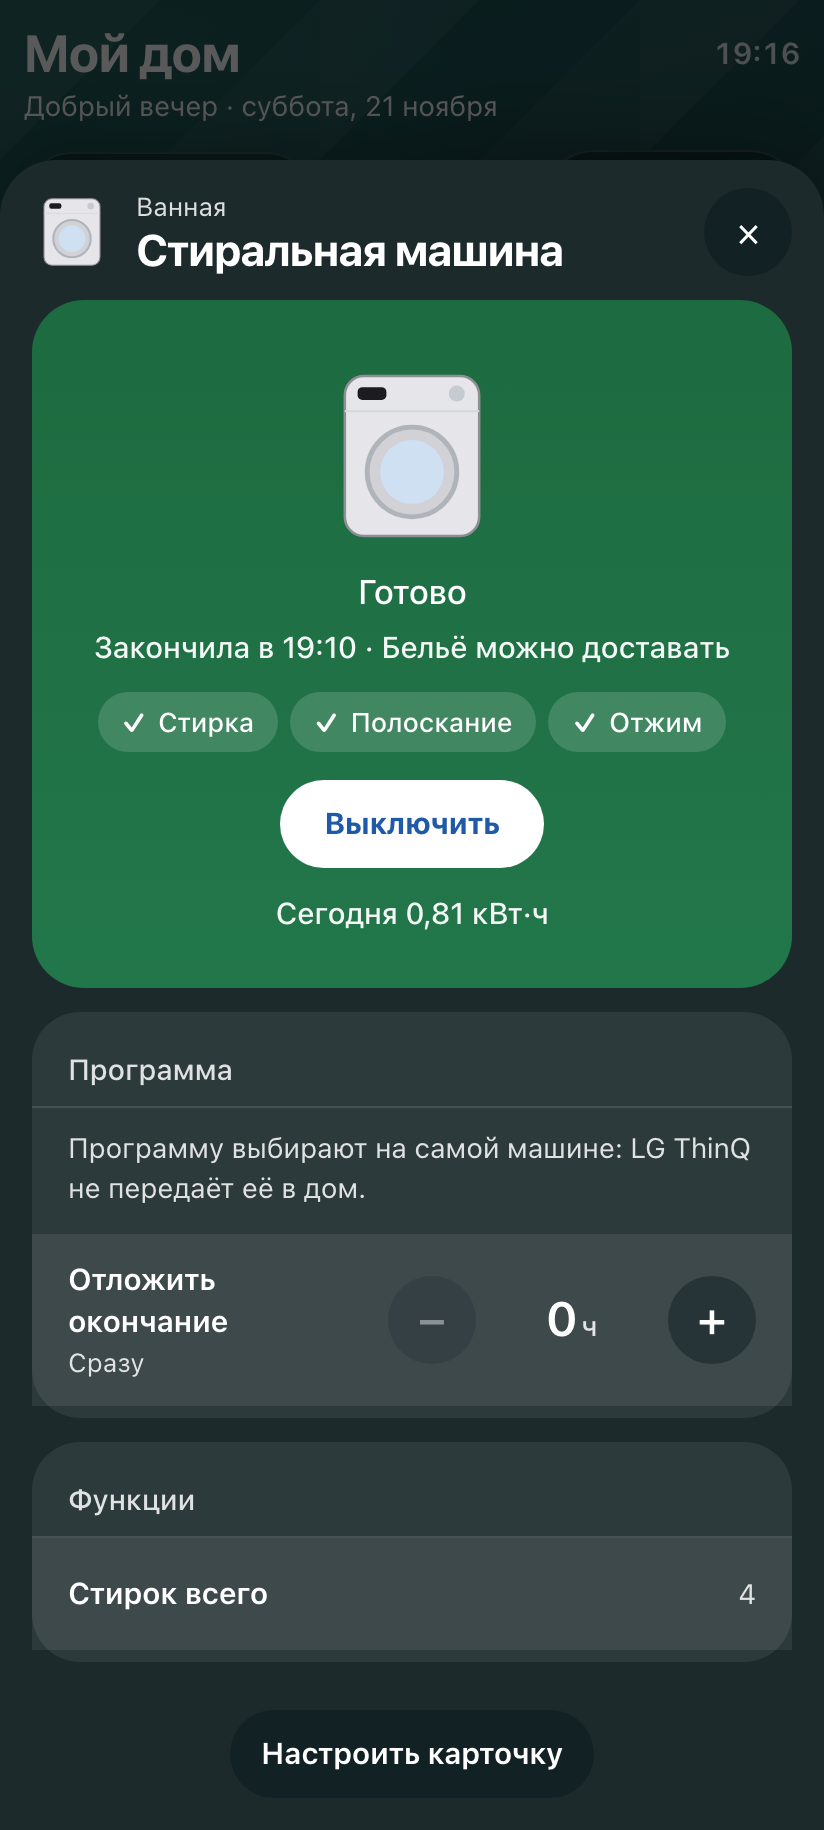 Мой дом
19:16
Добрый вечер · суббота, 21 ноября
Ванная
Стиральная машина
Готово
Закончила в 19:10 · Бельё можно доставать
Стирка
Полоскание
Отжим
Выключить
Сегодня 0,81 кВт·ч
Программа
Программу выбирают на самой машине: LG ThinQ
не передаёт её в дом.
Отложить
окончание
Сразу
− 0 ч +
Функции
Стирок всего 4
Настроить карточку